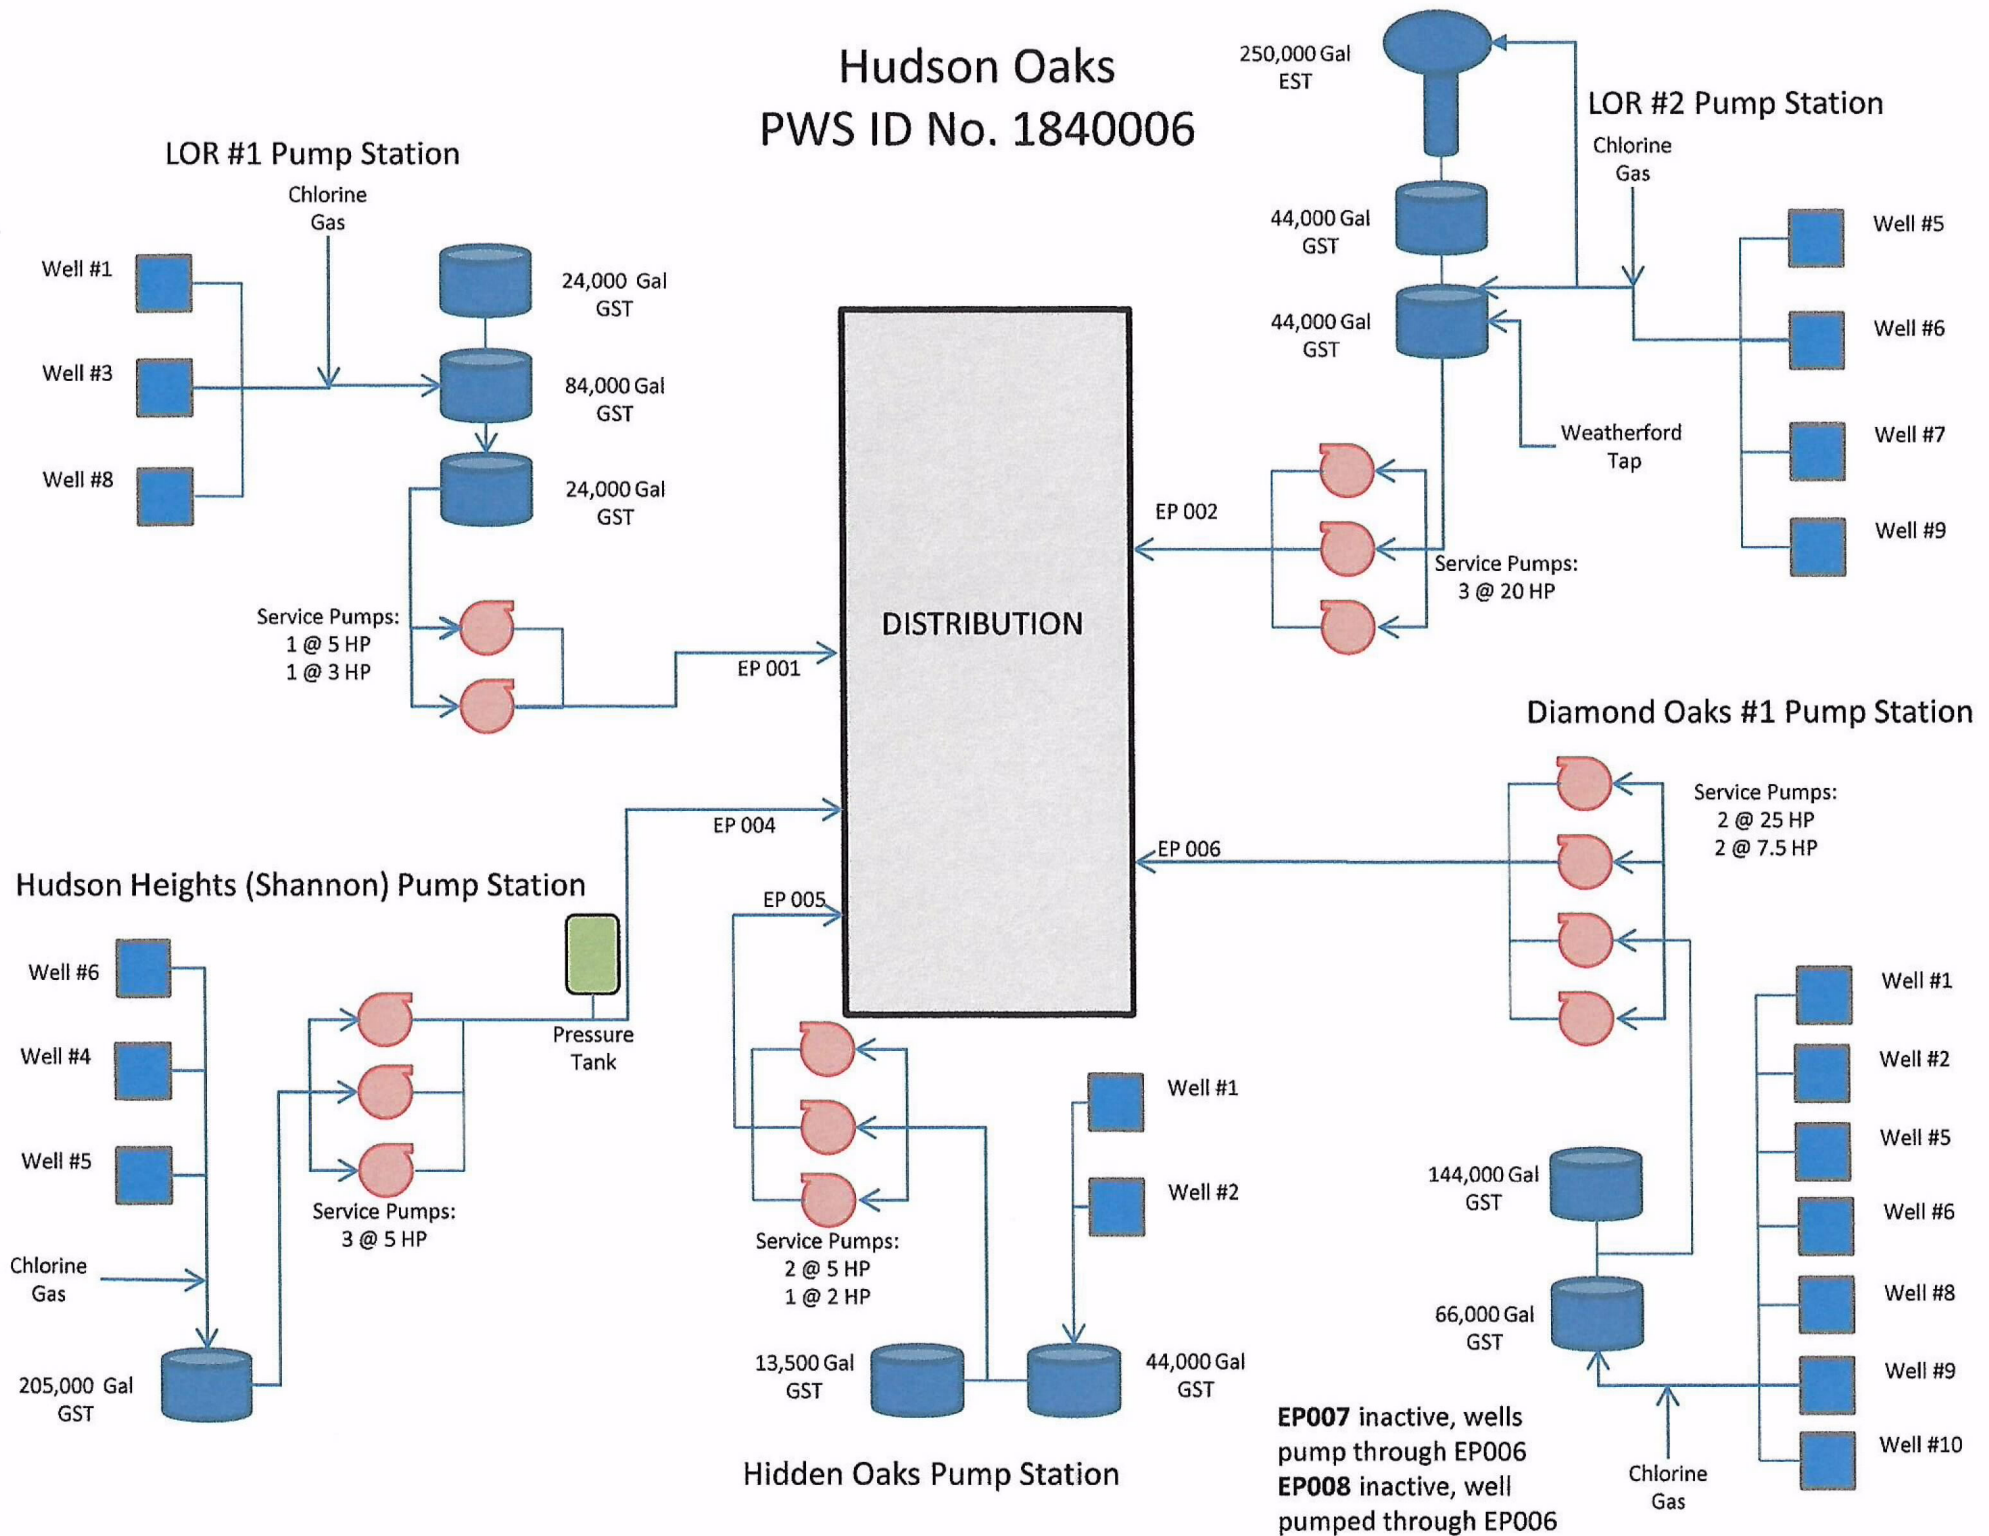 Hudson Oaks
PWS ID No. 1840006
LOR #1 Pump Station
Chlorine
Gas
Well #1
Well #3
Well #8
24,000 Gal
GST
84,000 Gal
GST
24,000 Gal
GST
Service Pumps:
1 @ 5 HP
1 @ 3 HP
EP 001
250,000 Gal
EST
LOR #2 Pump Station
Chlorine
Gas
44,000 Gal
GST
44,000 Gal
GST
Well #5
Well #6
Well #7
Well #9
Weatherford
Tap
EP 002
Service Pumps:
3 @ 20 HP
DISTRIBUTION
Diamond Oaks #1 Pump Station
Service Pumps:
2 @ 25 HP
2 @ 7.5 HP
EP 006
Well #1
Well #2
Well #5
Well #6
Well #8
Well #9
Well #10
144,000 Gal
GST
66,000 Gal
GST
Chlorine
Gas
EP007 inactive, wells
pump through EP006
EP008 inactive, well
pumped through EP006
EP 004
Hudson Heights (Shannon) Pump Station
Well #6
Well #4
Well #5
Chlorine
Gas
205,000 Gal
GST
Service Pumps:
3 @ 5 HP
Pressure
Tank
EP 005
Well #1
Well #2
Service Pumps:
2 @ 5 HP
1 @ 2 HP
13,500 Gal
GST
44,000 Gal
GST
Hidden Oaks Pump Station